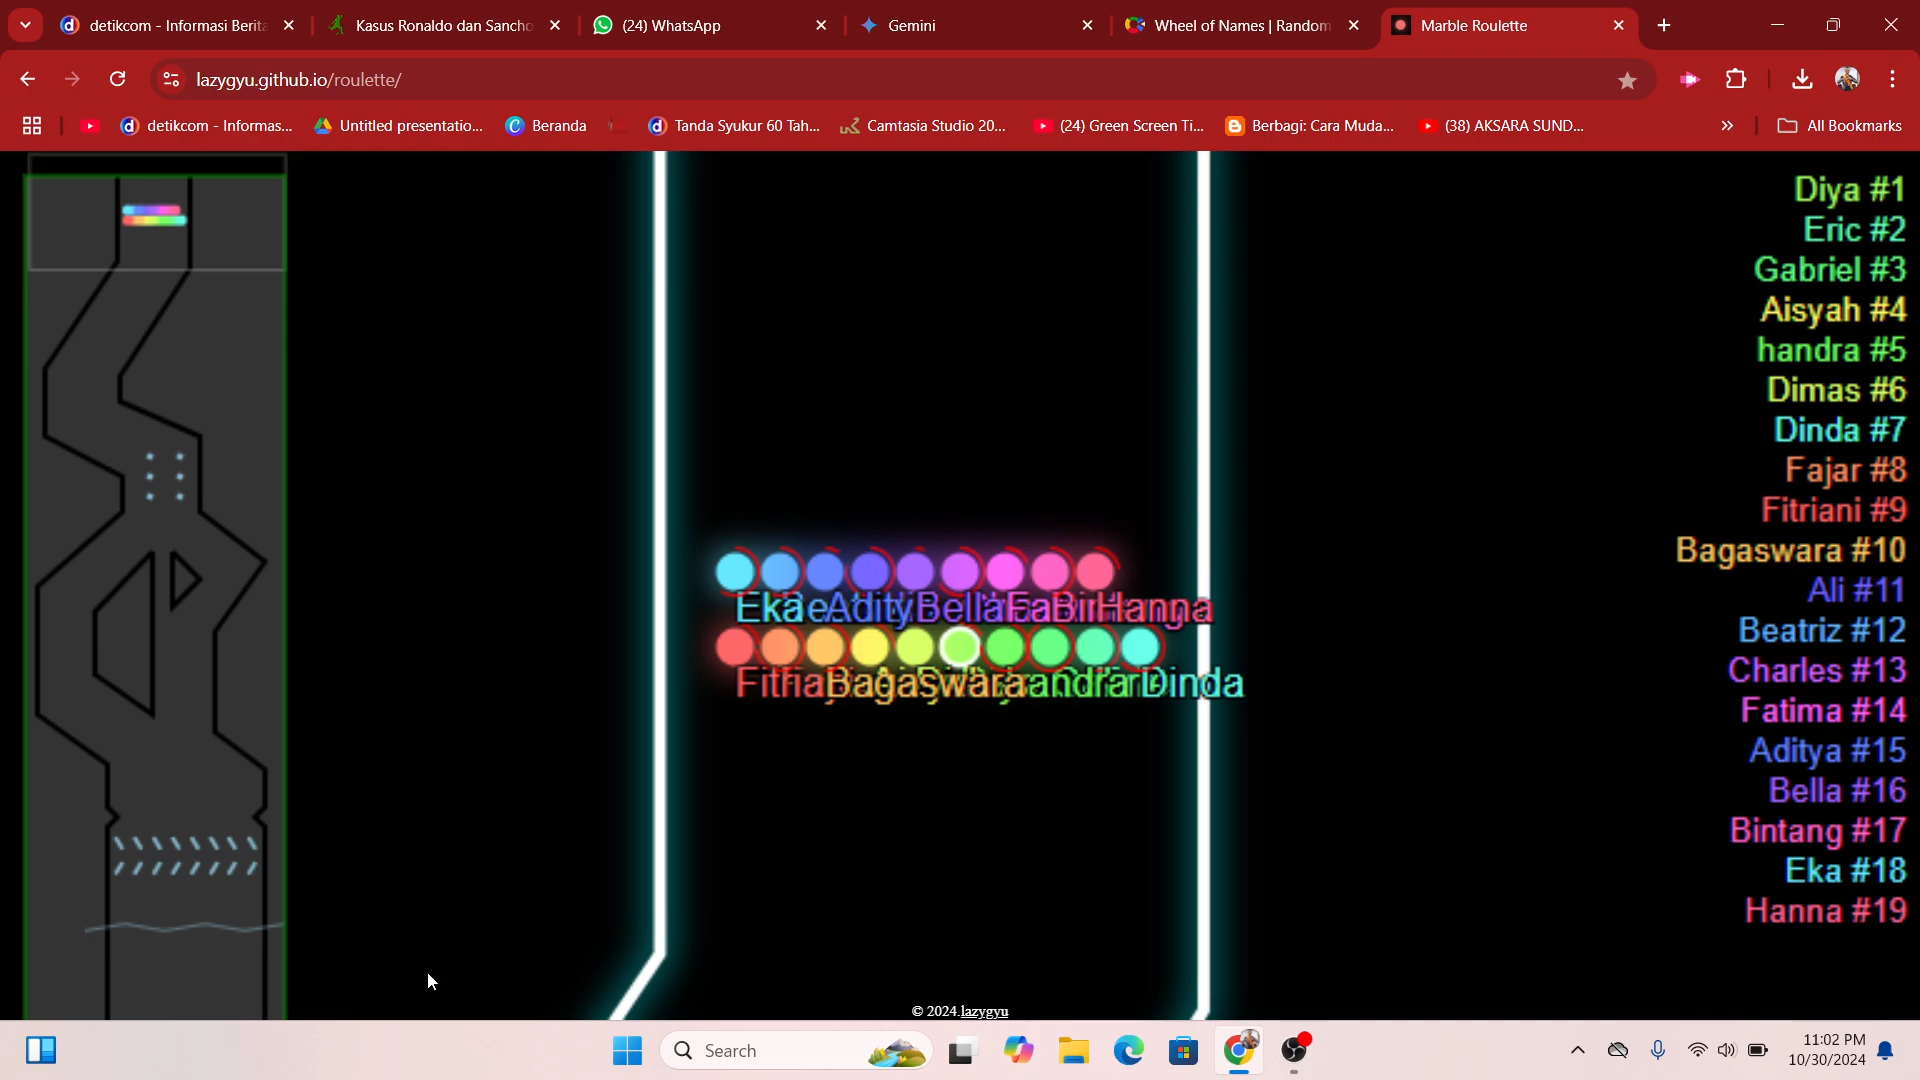 detikcom - Informasi Berita
Kasus Ronaldo dan Sancho
(24) WhatsApp
Gemini
Wheel of Names | Random
Marble Roulette
lazygyu.github.io/roulette/
detikcom - Informas...
Untitled presentatio...
Beranda
Tanda Syukur 60 Tah...
Camtasia Studio 20...
(24) Green Screen Ti...
Berbagi: Cara Muda...
(38) AKSARA SUND...
All Bookmarks
Diya #1
Eric #2
Gabriel #3
Aisyah #4
handra #5
Dimas #6
Dinda #7
Fajar #8
Fitriani #9
Bagaswara #10
Ali #11
Beatriz #12
Charles #13
Fatima #14
Aditya #15
Bella #16
Bintang #17
Eka #18
Hanna #19
Eka Bella Hanna
Bagaswara Dinda
© 2024.lazygyu
Search
11:02 PM
10/30/2024